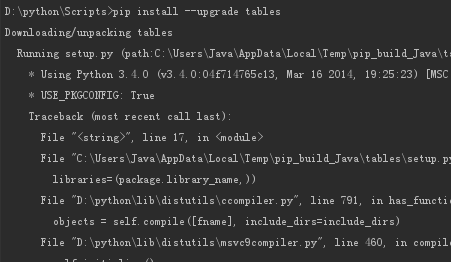 D:\python\Scripts>pip install --upgrade tables
Downloading/unpacking tables
Running setup.py (path:C:\Users\Java\AppData\Local\Temp\pip_build_Java\ta
* Using Python 3.4.0 (v3.4.0:04f714765c13, Mar 16 2014, 19:25:23) [MSC
* USE_PKGCONFIG: True
Traceback (most recent call last):
File "<string>", line 17, in <module>
File "C:\Users\Java\AppData\Local\Temp\pip_build_Java\tables\setup.py
libraries=(package.library_name,))
File "D:\python\lib\distutils\ccompiler.py", line 791, in has_functio
objects = self.compile([fname], include_dirs=include_dirs)
File "D:\python\lib\distutils\msvc9compiler.py", line 460, in compile